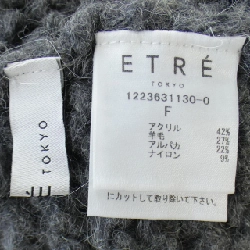 TOKYO
ETRÉ
TOKYO
1223631130-0
F
アクリル 42%
羊毛 27%
アルパカ 22%
ナイロン 9%
にカットして取り除いて下さい。